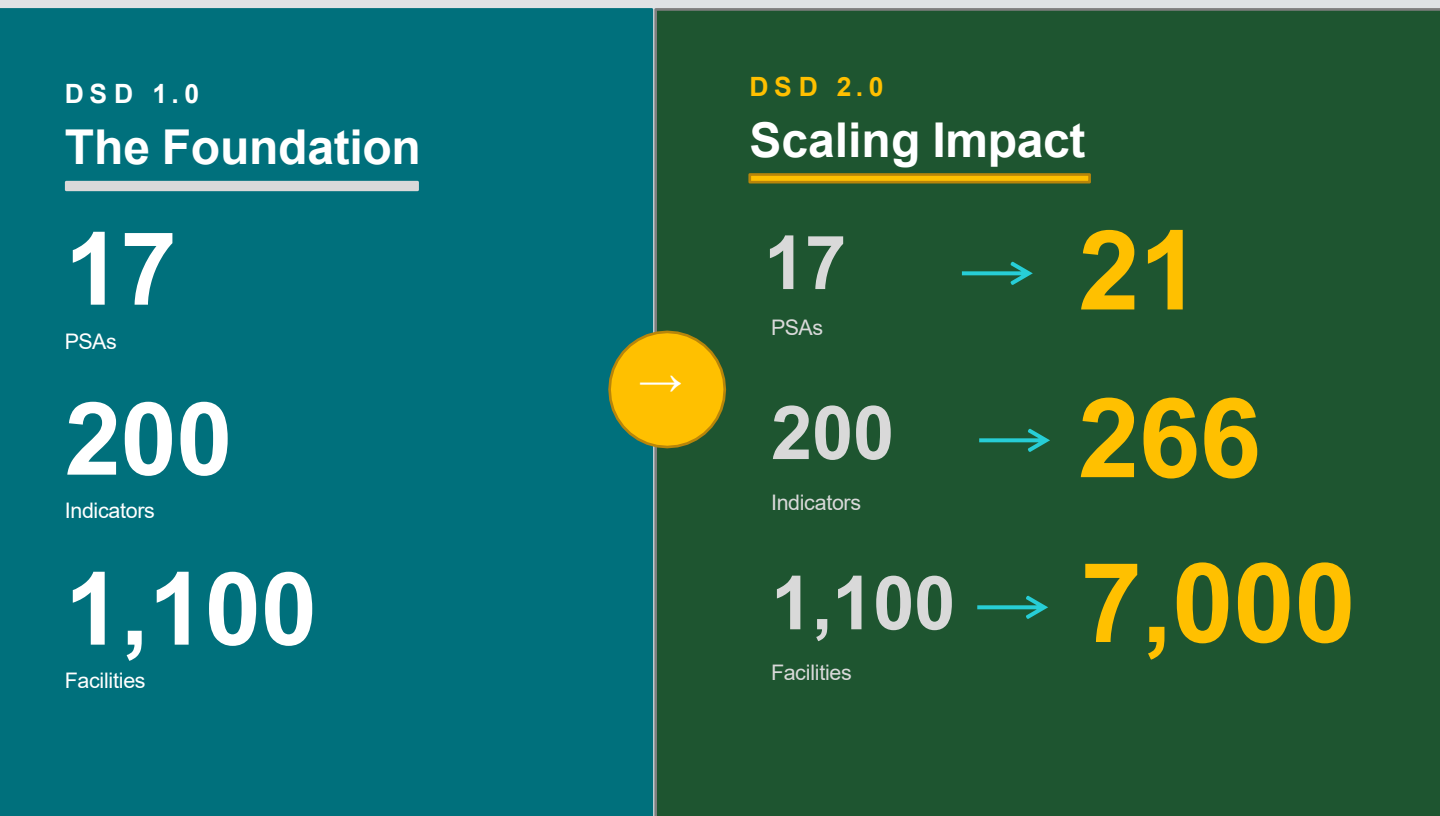 DSD 1.0
The Foundation
17
PSAs
200
Indicators
1,100
Facilities
→
DSD 2.0
Scaling Impact
17 → 21
PSAs
200 → 266
Indicators
1,100 → 7,000
Facilities